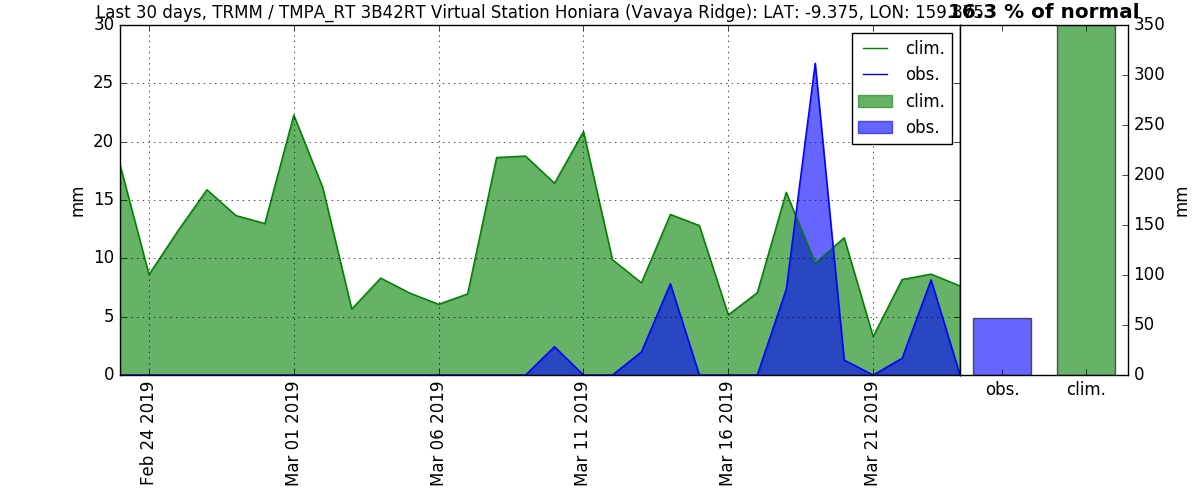 Last 30 days, TRMM / TMPA_RT 3B42RT Virtual Station Honiara (Vavaya Ridge): LAT: -9.375, LON:
16.3 % of normal
30
25
20
15
10
5
0
mm
clim.
obs.
clim.
obs.
350
300
250
200
150
100
50
0
mm
obs.
clim.
Feb 24 2019
Mar 01 2019
Mar 06 2019
Mar 11 2019
Mar 16 2019
Mar 21 2019